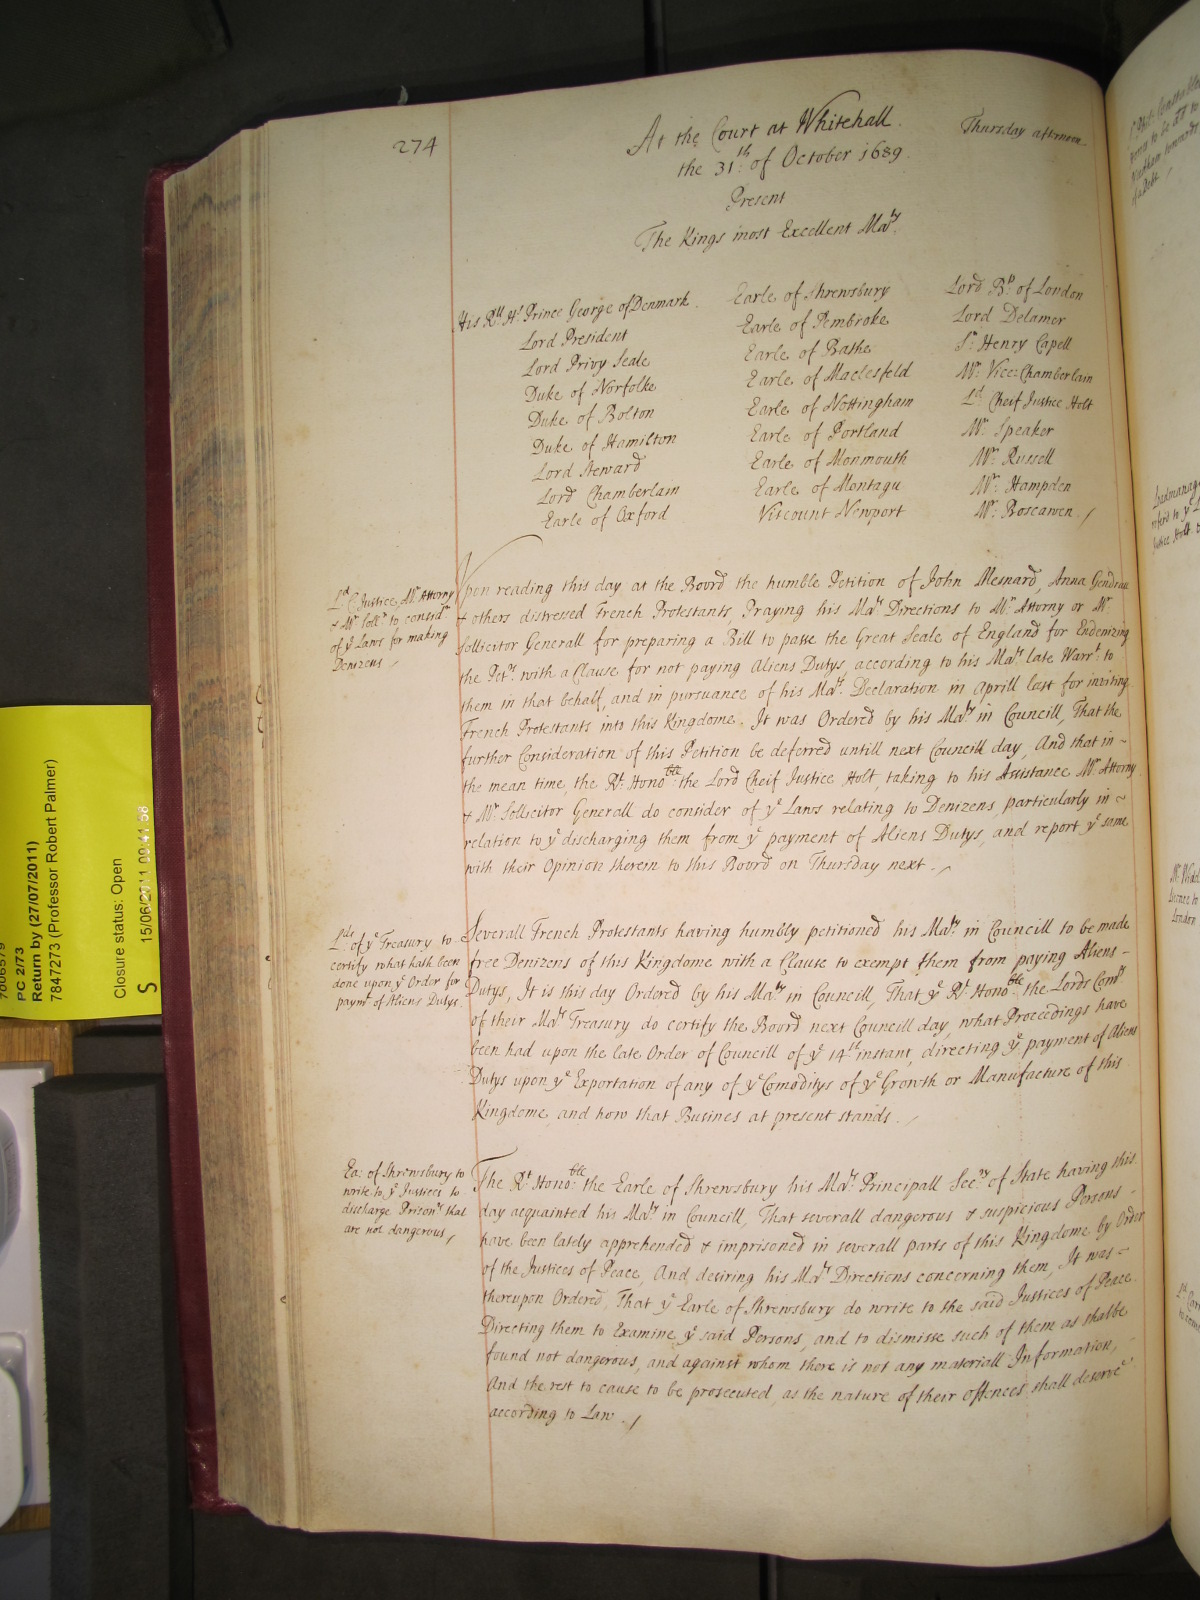 274
At the Court at Whitehall
Thursday afternoon.
the 31th of October 1689
Present
The Kings most Excellent Maty
His Rll Hs Prince George of Denmark
Lord President
Lord Privy Seale
Duke of Norfolke
Duke of Bolton
Duke of Hamilton
Lord Steward
Lord Chamberlain
Earle of Oxford
Earle of Shrewsbury
Earle of Pembroke
Earle of Bathe
Earle of Maclesfeld
Earle of Nottingham
Earle of Portland
Earle of Monmouth
Earle of Montagu
Viscount Newport
Lord Bp of London
Lord Delamer
Sr Henry Capell
Mr Vice-Chamberlain
Ld Cheif Justice Holt
Mr Speaker
Mr Russell
Mr Hampden
Mr Boscawen
Ld C Justice, Mr Attorny
& Mr Sollr to considr
of ye Laws for making
Denizens
Upon reading this day at the Board the humble Petition of John Mesnard, Anna Gendrau
& others distressed French Protestants, Praying his Maty Directions to Mr Attorny or Mr
Sollicitor Generall for preparing a Bill to passe the Great Seale of England for Endenizing
the Petrs with a Clause for not paying Aliens Dutys, according to his Maty late Warrt to
them in that behalf, and in pursuance of his Maty Declaration in Aprill last for inviting
French Protestants into this Kingdome. It was Ordered by his Maty in Councill, That the
further Consideration of this Petition be deferred untill next Councill day, And that in
the mean time, the Rt Honoble the Lord Cheif Justice Holt, taking to his Assistance Mr Attorny
& Mr Sollicitor Generall do consider of ye Laws relating to Denizens, particularly in
relation to ye discharging them from ye payment of Aliens Dutys, and report ye same
with their Opinion therein to this Board on Thursday next.
Lds of ye Treasury to
certify what hath been
done upon ye Order for
paymt of Aliens Dutys
Severall French Protestants having humbly petitioned his Maty in Councill to be made
free Denizens of this Kingdome with a Clause to exempt them from paying Aliens
Dutys, It is this day Ordered by his Maty in Councill, That ye Rt Honoble the Lords Comrs
of their Mats Treasury do certify the Board next Councill day, what Proceedings have
been had upon the late Order of Councill of ye 14th instant, directing ye payment of Aliens
Dutys upon ye Exportation of any of ye Comoditys of ye Growth or Manufacture of this
Kingdome, and how that Busines at present stands.
Ea: of Shrewsbury to
write to ye Justices to
discharge Prisonrs that
are not dangerous
The Rt Honoble the Earle of Shrewsbury his Mats Principall Secry of State having this
day acquainted his Maty in Councill, That severall dangerous & suspicious Persons
have been lately apprehended & imprisoned in severall parts of this Kingdome by Order
of the Justices of Peace, And desiring his Mats Directions concerning them, It was
thereupon Ordered, That ye Earle of Shrewsbury do write to the said Justices of Peace
Directing them to Examine ye said Persons, and to dismisse such of them as shalbe
found not dangerous, and against whom there is not any materiall Information,
And the rest to cause to be prosecuted, as the nature of their offences shall deserve
according to Law.
PC 2/73
Return by (27/07/2011)
7847273 (Professor Robert Palmer)
Closure status: Open
S
15/06/2011 09:41:58